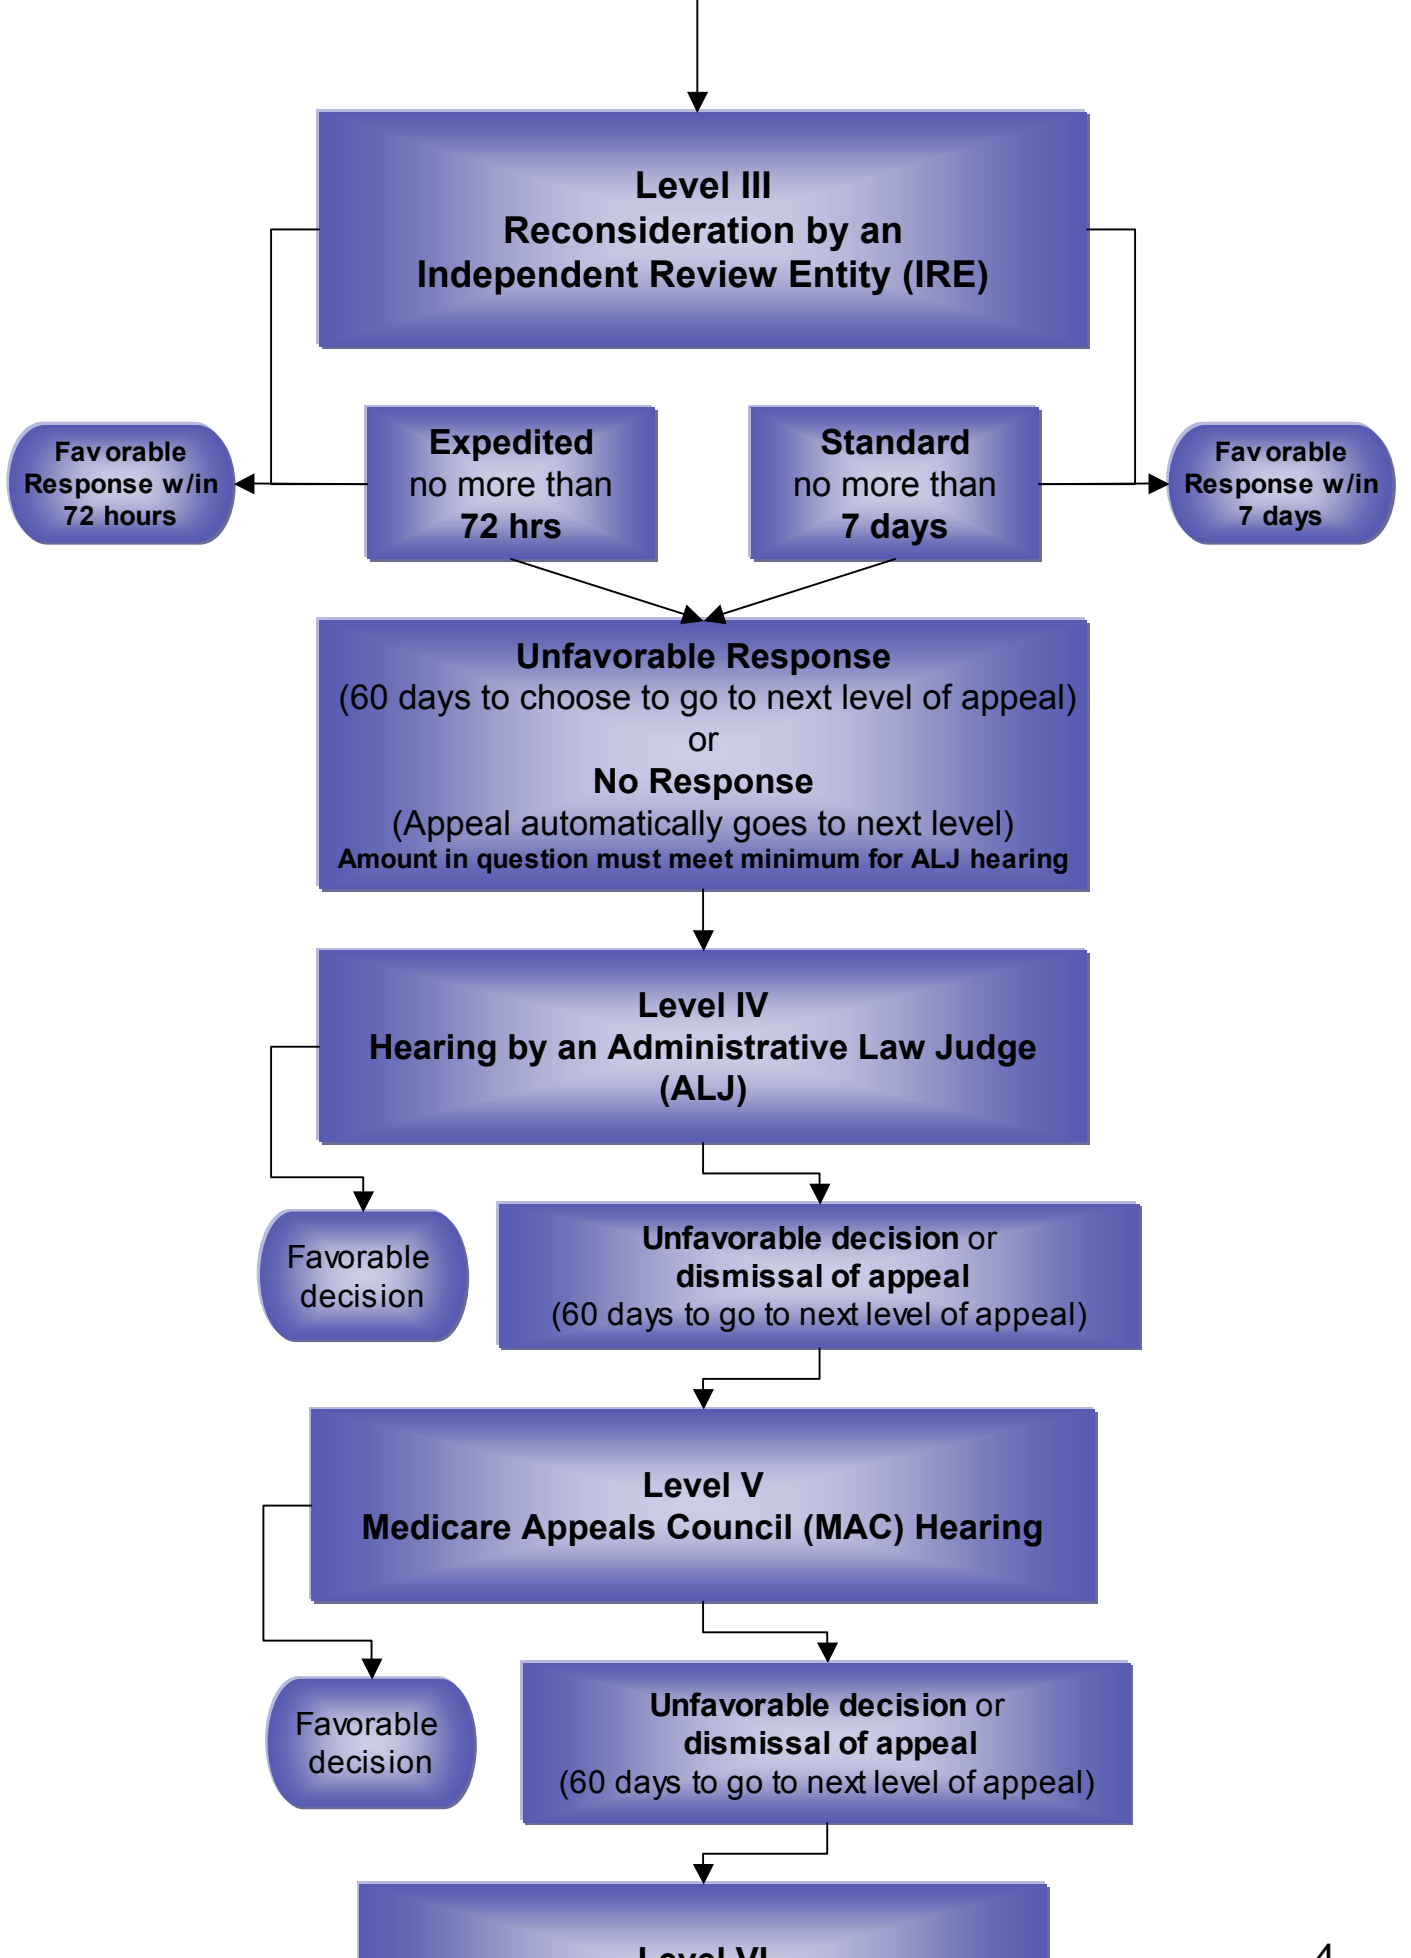 Level III
Reconsideration by an
Independent Review Entity (IRE)
Favorable
Response w/in
72 hours
Expedited
no more than
72 hrs
Standard
no more than
7 days
Favorable
Response w/in
7 days
Unfavorable Response
(60 days to choose to go to next level of appeal)
or
No Response
(Appeal automatically goes to next level)
Amount in question must meet minimum for ALJ hearing
Level IV
Hearing by an Administrative Law Judge
(ALJ)
Favorable
decision
Unfavorable decision or
dismissal of appeal
(60 days to go to next level of appeal)
Level V
Medicare Appeals Council (MAC) Hearing
Favorable
decision
Unfavorable decision or
dismissal of appeal
(60 days to go to next level of appeal)
Level VI
4